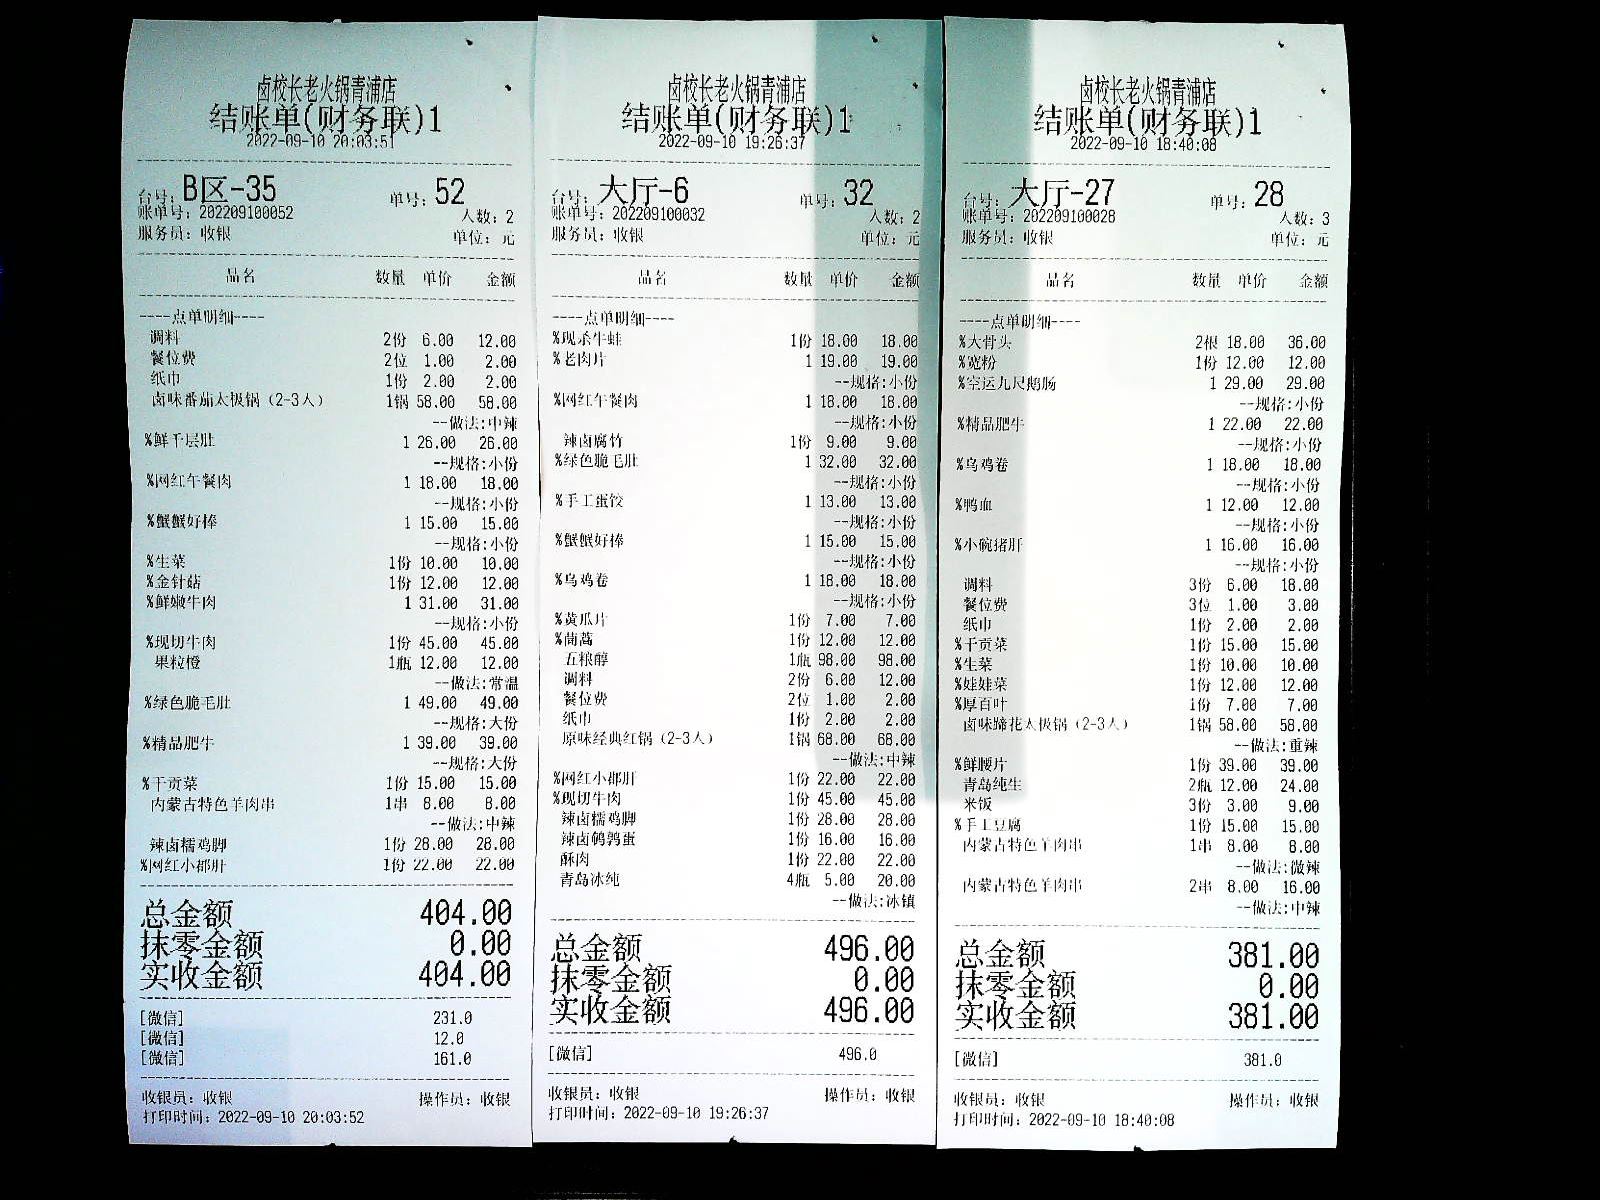 卤校长老火锅青浦店
结账单(财务联)1
2022-09-10 20:03:51
台号: B区-35 单号: 52
账单号: 202209100052 人数: 2
服务员: 收银 单位: 元
品名 数量 单价 金额
----点单明细----
调料 2份 6.00 12.00
餐位费 2位 1.00 2.00
纸巾 1份 2.00 2.00
卤味番茄太极锅（2-3人） 1锅 58.00 58.00
--做法:中辣
%鲜千层肚 1 26.00 26.00
--规格:小份
%网红午餐肉 1 18.00 18.00
--规格:小份
%蟹蟹好棒 1 15.00 15.00
--规格:小份
%生菜 1份 10.00 10.00
%金针菇 1份 12.00 12.00
%鲜嫩牛肉 1 31.00 31.00
--规格:小份
%现切牛肉 1份 45.00 45.00
果粒橙 1瓶 12.00 12.00
--做法:常温
%绿色脆毛肚 1 49.00 49.00
--规格:大份
%精品肥牛 1 39.00 39.00
--规格:大份
%干贡菜 1份 15.00 15.00
内蒙古特色羊肉串 1串 8.00 8.00
--做法:中辣
辣卤糯鸡脚 1份 28.00 28.00
%网红小郡肝 1份 22.00 22.00
总金额 404.00
抹零金额 0.00
实收金额 404.00
[微信] 231.0
[微信] 12.0
[微信] 161.0
收银员: 收银 操作员: 收银
打印时间: 2022-09-10 20:03:52
卤校长老火锅青浦店
结账单(财务联)1
2022-09-10 19:26:37
台号: 大厅-6 单号: 32
账单号: 202209100032 人数: 2
服务员: 收银 单位: 元
品名 数量 单价 金额
----点单明细----
%现杀牛蛙 1份 18.00 18.00
%老肉片 1 19.00 19.00
--规格:小份
%网红午餐肉 1 18.00 18.00
--规格:小份
辣卤腐竹 1份 9.00 9.00
%绿色脆毛肚 1 32.00 32.00
--规格:小份
%手工蛋饺 1 13.00 13.00
--规格:小份
%蟹蟹好棒 1 15.00 15.00
--规格:小份
%乌鸡卷 1 18.00 18.00
--规格:小份
%黄瓜片 1份 7.00 7.00
%茼蒿 1份 12.00 12.00
五粮醇 1瓶 98.00 98.00
调料 2份 6.00 12.00
餐位费 2位 1.00 2.00
纸巾 1份 2.00 2.00
原味经典红锅（2-3人） 1锅 68.00 68.00
--做法:中辣
%网红小郡肝 1份 22.00 22.00
%现切牛肉 1份 45.00 45.00
辣卤糯鸡脚 1份 28.00 28.00
辣卤鹌鹑蛋 1份 16.00 16.00
酥肉 1份 22.00 22.00
青岛冰纯 4瓶 5.00 20.00
--做法:冰镇
总金额 496.00
抹零金额 0.00
实收金额 496.00
[微信] 496.0
收银员: 收银 操作员: 收银
打印时间: 2022-09-10 19:26:37
卤校长老火锅青浦店
结账单(财务联)1
2022-09-10 18:40:08
台号: 大厅-27 单号: 28
账单号: 202209100028 人数: 3
服务员: 收银 单位: 元
品名 数量 单价 金额
----点单明细----
%大骨头 2根 18.00 36.00
%宽粉 1份 12.00 12.00
%空运九尺鹅肠 1 29.00 29.00
--规格:小份
%精品肥牛 1 22.00 22.00
--规格:小份
%乌鸡卷 1 18.00 18.00
--规格:小份
%鸭血 1 12.00 12.00
--规格:小份
%小碗猪肝 1 16.00 16.00
--规格:小份
调料 3份 6.00 18.00
餐位费 3位 1.00 3.00
纸巾 1份 2.00 2.00
%干贡菜 1份 15.00 15.00
%生菜 1份 10.00 10.00
%娃娃菜 1份 12.00 12.00
%厚百叶 1份 7.00 7.00
卤味蹄花太极锅（2-3人） 1锅 58.00 58.00
--做法:重辣
%鲜腰片 1份 39.00 39.00
青岛纯生 2瓶 12.00 24.00
米饭 3份 3.00 9.00
%手工豆腐 1份 15.00 15.00
内蒙古特色羊肉串 1串 8.00 8.00
--做法:微辣
内蒙古特色羊肉串 2串 8.00 16.00
--做法:中辣
总金额 381.00
抹零金额 0.00
实收金额 381.00
[微信] 381.0
收银员: 收银 操作员: 收银
打印时间: 2022-09-10 18:40:08